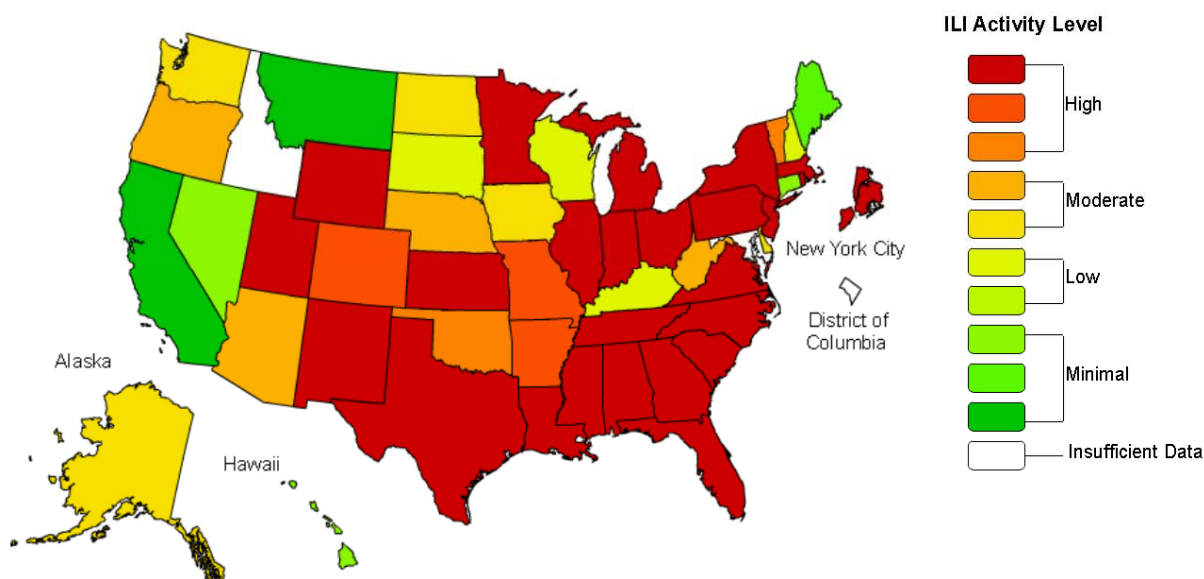 ILI Activity Level
High
Moderate
New York City
Low
District of
Columbia
Alaska
Minimal
Hawaii
Insufficient Data